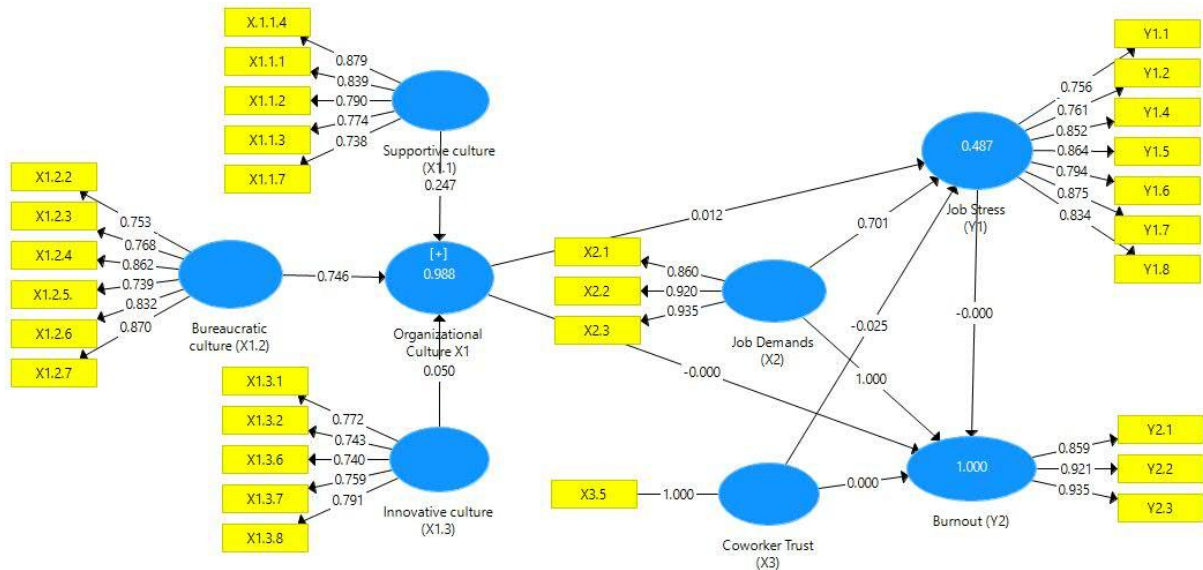 X.1.1.4
X1.1.1
X1.1.2
X1.1.3
X1.1.7
0.879
0.839
0.790
0.774
0.738
Supportive culture
(X1.1)
0.247
X1.2.2
X1.2.3
X1.2.4
X1.2.5.
X1.2.6
X1.2.7
0.753
0.768
0.862
0.739
0.832
0.870
Bureaucratic
culture (X1.2)
0.746
[+]
0.988
Organizational
Culture X1
0.050
X1.3.1
X1.3.2
X1.3.6
X1.3.7
X1.3.8
0.772
0.743
0.740
0.759
0.791
Innovative culture
(X1.3)
0.012
-0.000
X2.1
X2.2
X2.3
0.860
0.920
0.935
Job Demands
(X2)
0.701
1.000
X3.5
1.000
Coworker Trust
(X3)
-0.025
0.000
0.487
Job Stress
(Y1)
-0.000
0.756
0.761
0.852
0.864
0.794
0.875
0.834
Y1.1
Y1.2
Y1.4
Y1.5
Y1.6
Y1.7
Y1.8
1.000
Burnout (Y2)
0.859
0.921
0.935
Y2.1
Y2.2
Y2.3